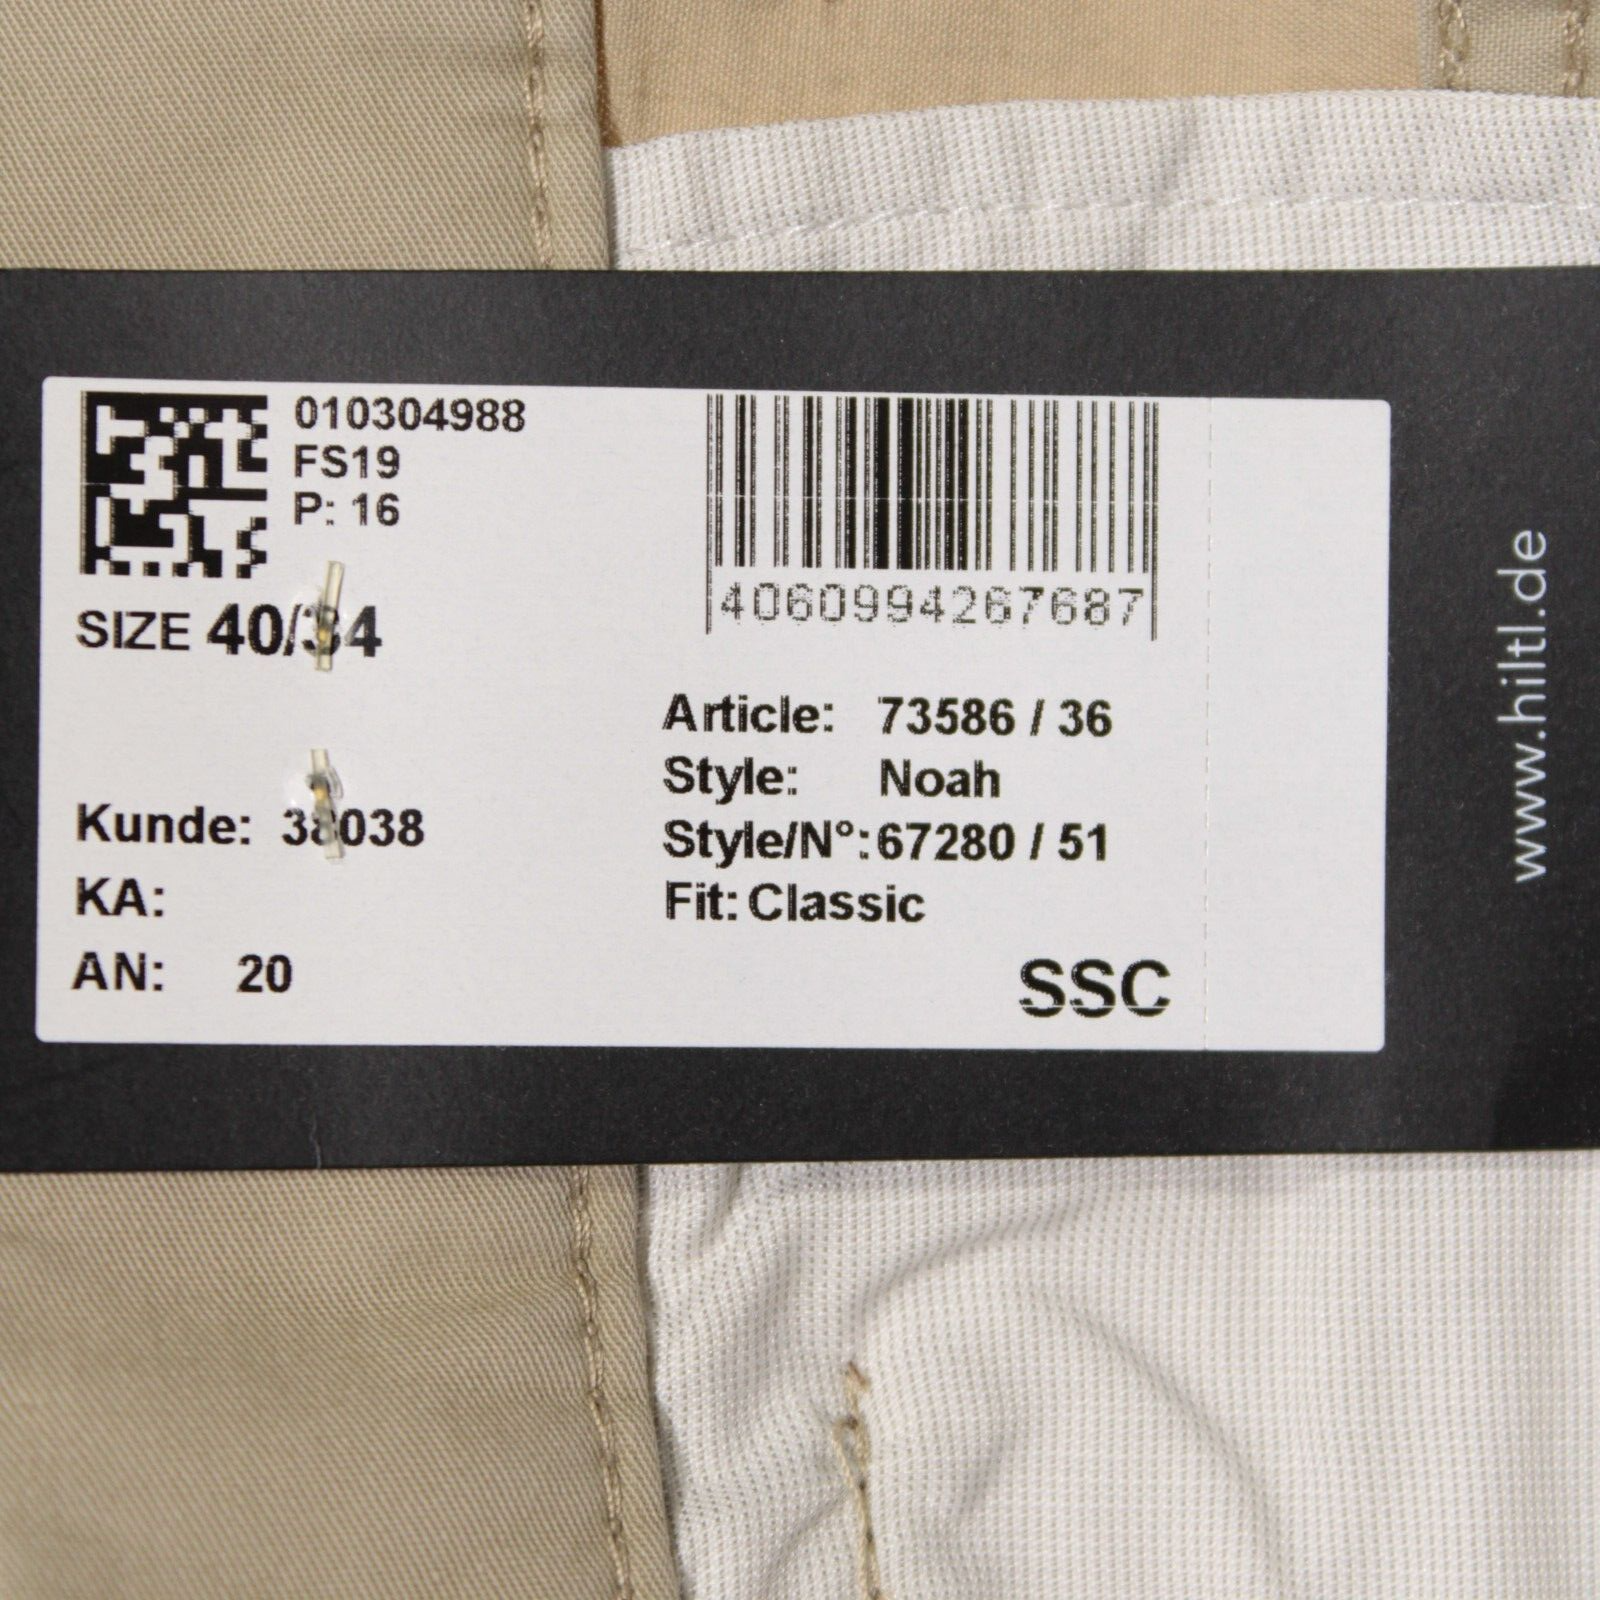 010304988
FS19
P: 16
SIZE 40/34
Kunde: 38038
KA:
AN: 20
4060994267687
Article: 73586 / 36
Style: Noah
Style/N°: 67280 / 51
Fit: Classic
SSC
www.hiltl.de